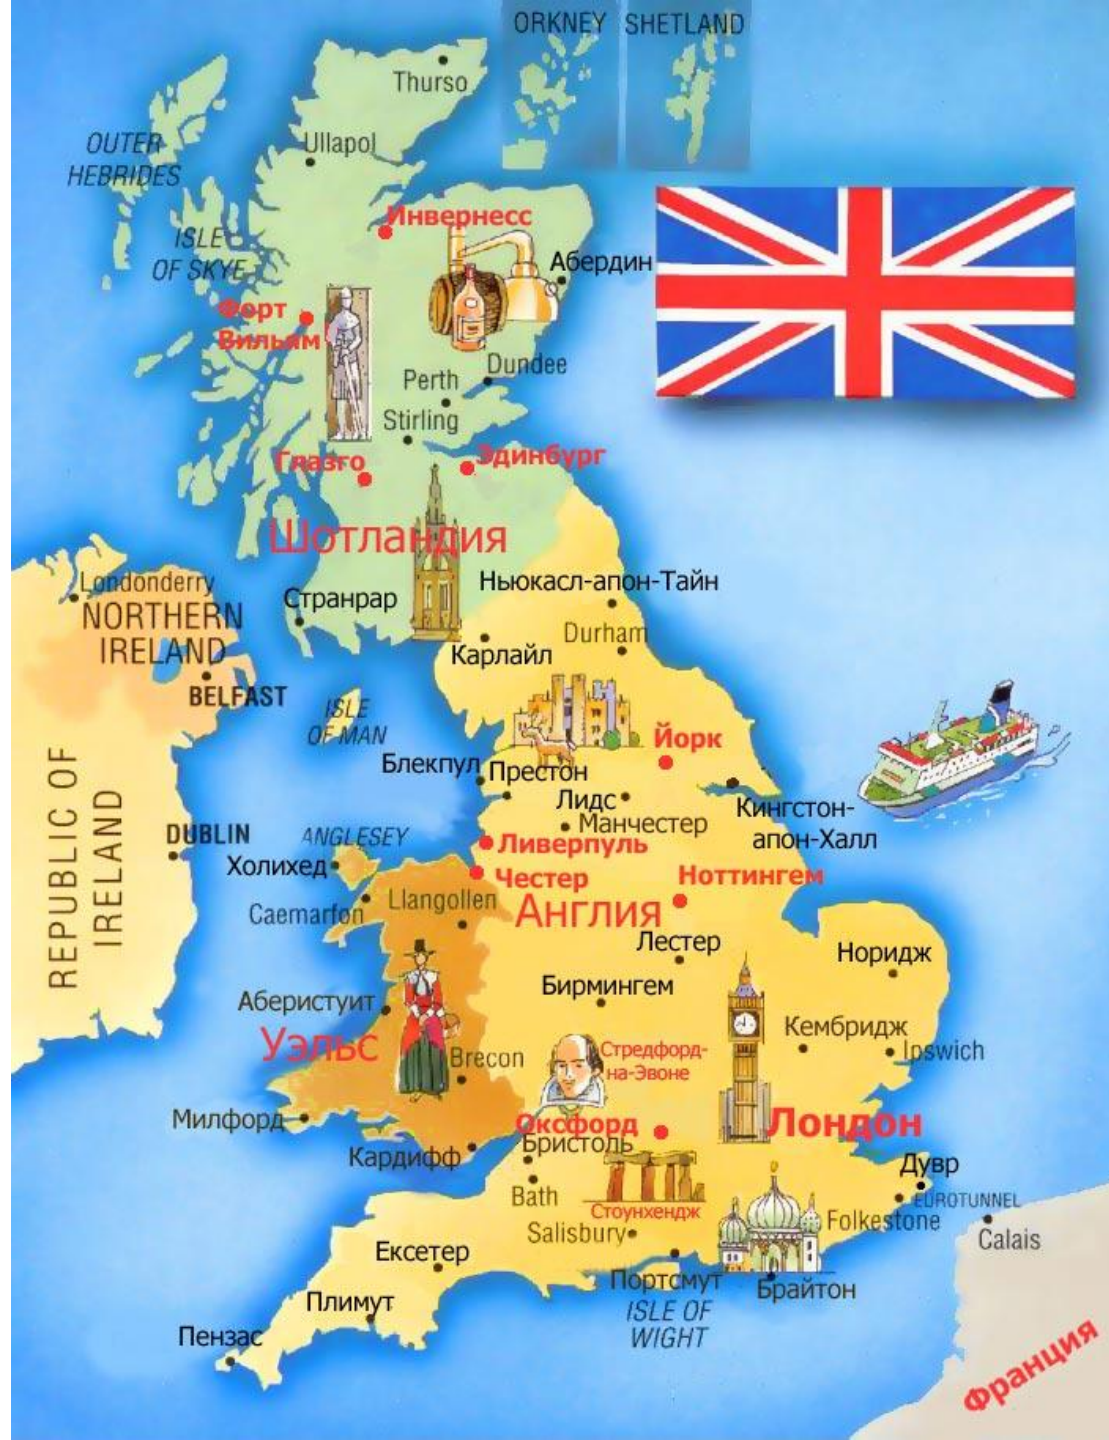 ORKNEY
SHETLAND
Thurso
OUTER
HEBRIDES
Ullapol
ISLE
OF SKYE
Инвернесс
Абердин
Форт
Вильям
Dundee
Perth
Stirling
Глазго
Эдинбург
Шотландия
Londonderry
NORTHERN
IRELAND
BELFAST
Странрар
Ньюкасл-апон-Тайн
Durham
Карлайл
ISLE
OF MAN
Йорк
Блекпул
Престон
Лидс
Манчестер
Кингстон-
апон-Халл
REPUBLIC OF
IRELAND
DUBLIN
ANGLESEY
Холихед
Ливерпуль
Честер
Ноттингем
Caemarfon
Llangollen
Англия
Лестер
Норидж
Бирмингем
Аберистуит
Уэльс
Brecon
Стредфорд-
на-Эвоне
Кембридж
Ipswich
Милфорд
Оксфорд
Лондон
Бристоль
Кардифф
Дувр
Bath
Стоунхендж
EUROTUNNEL
Folkestone
Calais
Salisbury
Ексетер
Портсмут
Брайтон
ISLE OF
WIGHT
Плимут
Пензас
Франция